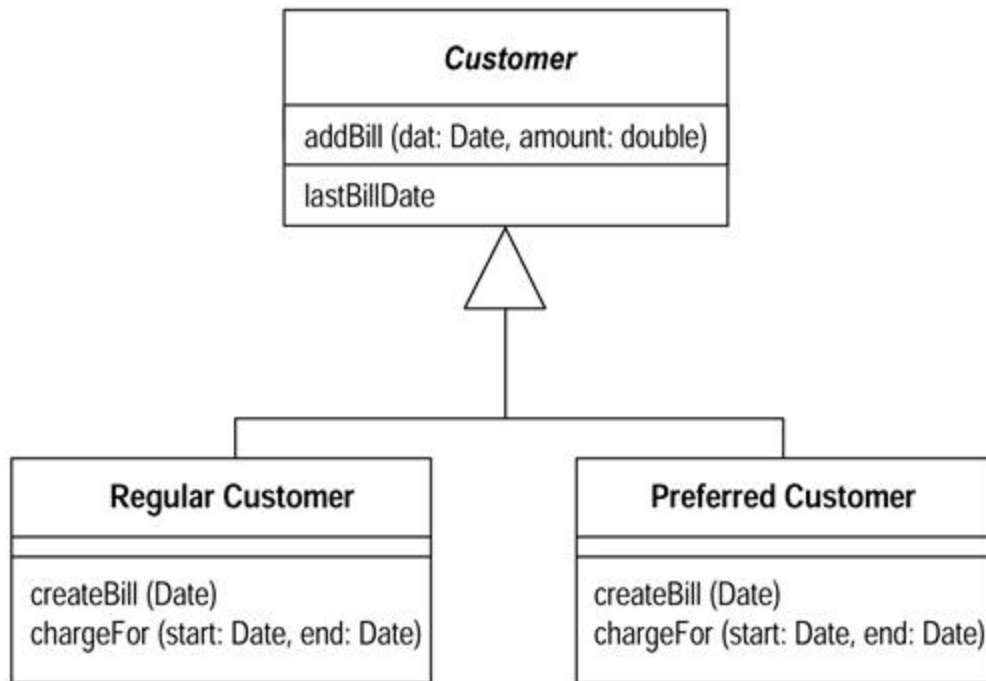 Customer
addBill (dat: Date, amount: double)
lastBillDate
Regular Customer
createBill (Date)
chargeFor (start: Date, end: Date)
Preferred Customer
createBill (Date)
chargeFor (start: Date, end: Date)